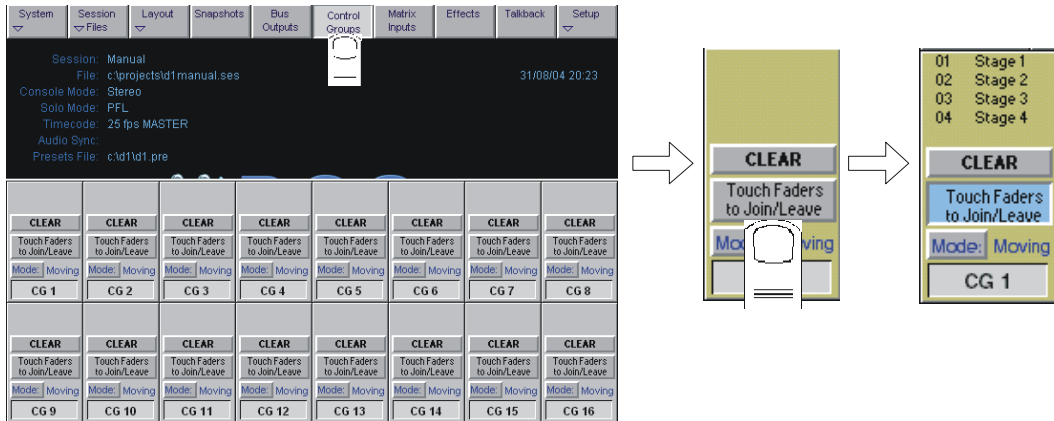 System Session Files Layout Snapshots Bus Outputs Control Groups Matrix Inputs Effects Talkback Setup
Session: Manual
File: c:\projects\d1manual.ses 31/08/04 20:23
Console Mode: Stereo
Solo Mode: PFL
Timecode: 25 fps MASTER
Audio Sync:
Presets File: c:\d1\d1.pre
CLEAR CLEAR CLEAR CLEAR CLEAR CLEAR CLEAR CLEAR
Touch Faders Touch Faders Touch Faders Touch Faders Touch Faders Touch Faders Touch Faders Touch Faders
to Join/Leave to Join/Leave to Join/Leave to Join/Leave to Join/Leave to Join/Leave to Join/Leave to Join/Leave
Mode: Moving Mode: Moving Mode: Moving Mode: Moving Mode: Moving Mode: Moving Mode: Moving Mode: Moving
CG 1 CG 2 CG 3 CG 4 CG 5 CG 6 CG 7 CG 8
CLEAR CLEAR CLEAR CLEAR CLEAR CLEAR CLEAR CLEAR
Touch Faders Touch Faders Touch Faders Touch Faders Touch Faders Touch Faders Touch Faders Touch Faders
to Join/Leave to Join/Leave to Join/Leave to Join/Leave to Join/Leave to Join/Leave to Join/Leave to Join/Leave
Mode: Moving Mode: Moving Mode: Moving Mode: Moving Mode: Moving Mode: Moving Mode: Moving Mode: Moving
CG 9 CG 10 CG 11 CG 12 CG 13 CG 14 CG 15 CG 16
CLEAR
Touch Faders
to Join/Leave
01 Stage 1
02 Stage 2
03 Stage 3
04 Stage 4
CLEAR
Touch Faders
to Join/Leave
Mode: Moving
CG 1